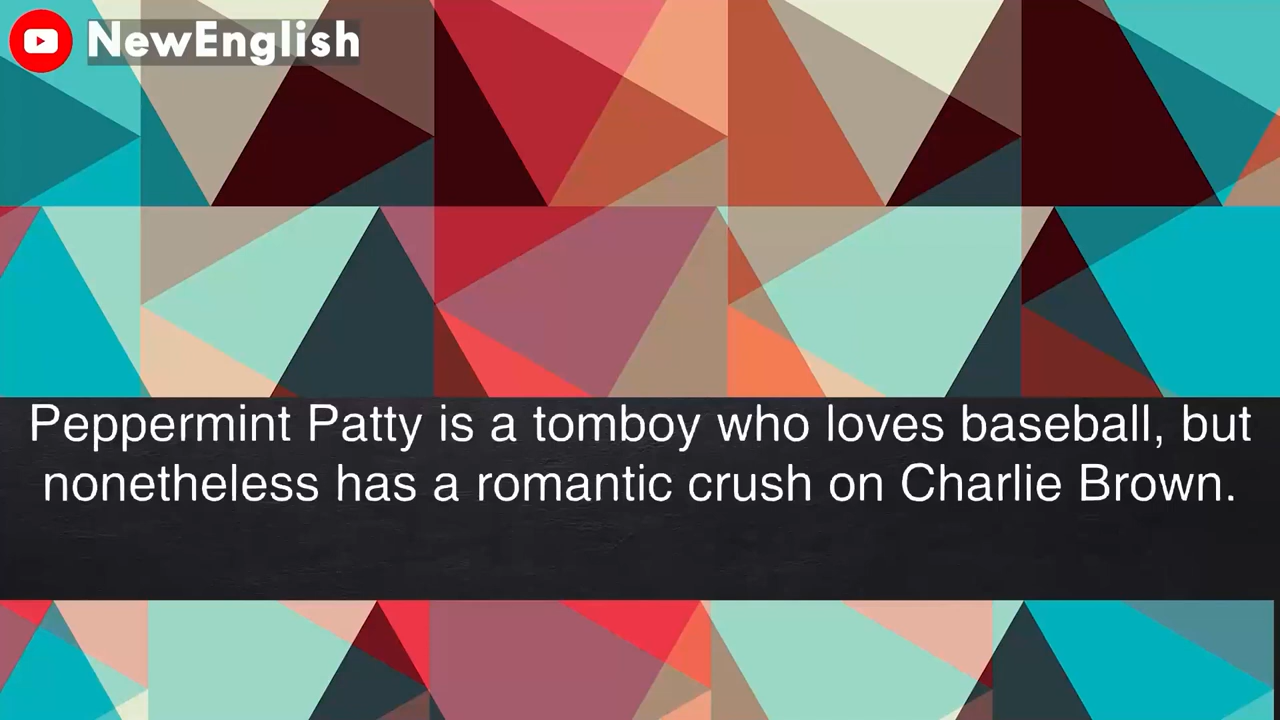 NewEnglish
Peppermint Patty is a tomboy who loves baseball, but
nonetheless has a romantic crush on Charlie Brown.